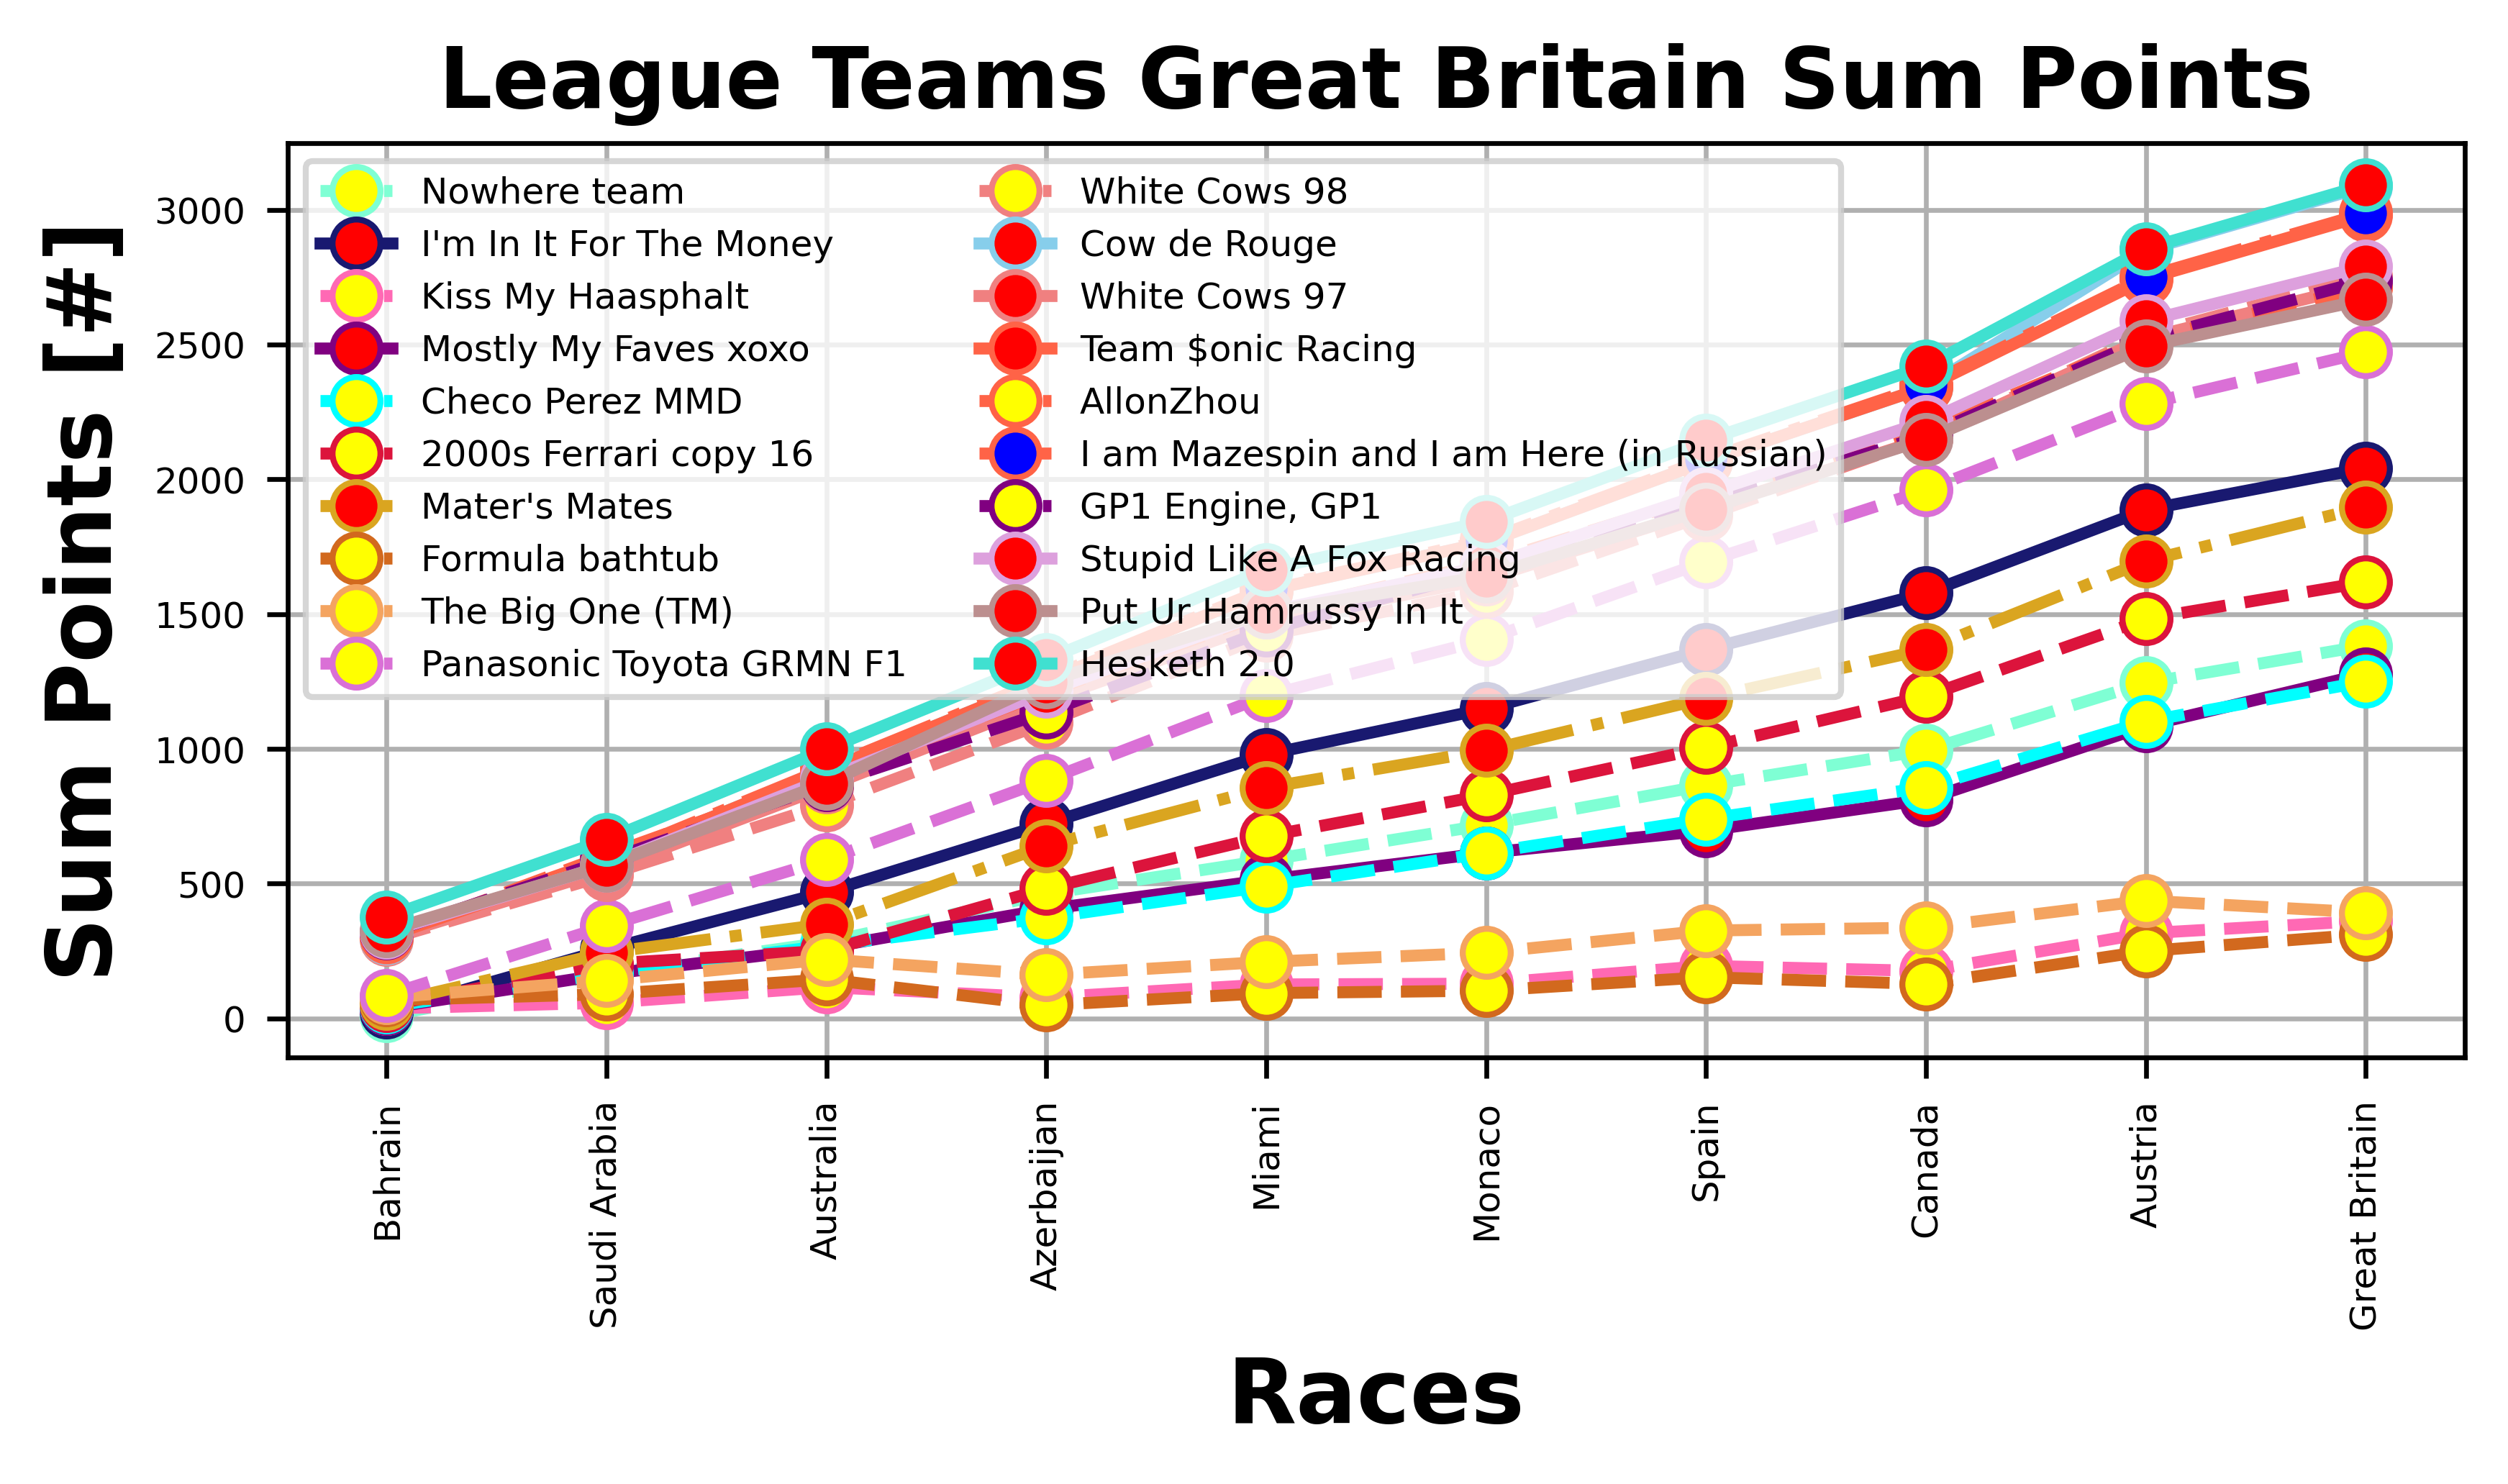 League Teams Great Britain Sum Points
Sum Points [#]
3000
2500
2000
1500
1000
500
0
Nowhere team
I'm In It For The Money
Kiss My Haasphalt
Mostly My Faves xoxo
Checo Perez MMD
2000s Ferrari copy 16
Mater's Mates
Formula bathtub
The Big One (TM)
Panasonic Toyota GRMN F1
White Cows 98
Cow de Rouge
White Cows 97
Team $onic Racing
AllonZhou
I am Mazespin and I am Here (in Russian)
GP1 Engine, GP1
Stupid Like A Fox Racing
Put Ur Hamrussy In It
Hesketh 2.0
Bahrain
Saudi Arabia
Australia
Azerbaijan
Miami
Monaco
Spain
Canada
Austria
Great Britain
Races